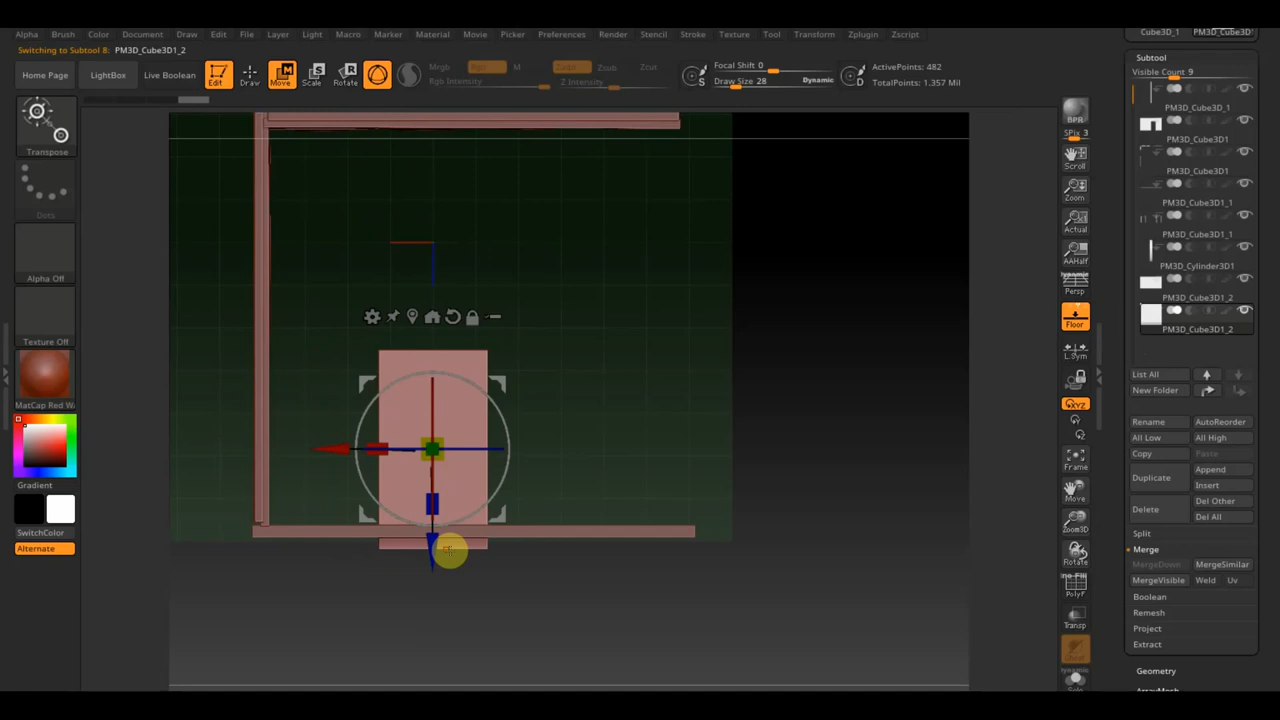 Alpha Brush Color Document Draw Edit File Layer Light Macro Marker Material Movie Picker Preferences Render Stencil Stroke Texture Tool Transform Zplugin Zscript
Cube3D_1 PM3D_Cube3D
Switching to Subtool 8: PM3D_Cube3D1_2
Home Page LightBox Live Boolean Edit Draw Move Scale Rotate
Mrgb Rgb M
Rgb Intensity
Zadd Zsub Zcut
Z Intensity
Focal Shift 0
Draw Size 28 Dynamic
S
D
ActivePoints: 482
TotalPoints: 1.357 Mil
Transpose
Dots
Alpha Off
Texture Off
MatCap Red Wa
Gradient
SwitchColor
Alternate
BPR
SPix 3
Scroll
Zoom
Actual
AAHalf
dynamic
Persp
Floor
L.Sym
XYZ
Y
Z
Frame
Move
Zoom3D
Rotate
PolyF
Transp
Ghost
dynamic
Solo
Subtool
Visible Count 9
PM3D_Cube3D_1
PM3D_Cube3D1
PM3D_Cube3D1
PM3D_Cube3D1_1
PM3D_Cube3D1_1
PM3D_Cylinder3D1
PM3D_Cube3D1_2
PM3D_Cube3D1_2
List All
New Folder
Rename AutoReorder
All Low All High
Copy Paste
Duplicate Append
Insert
Delete Del Other
Del All
Split
Merge
MergeDown MergeSimilar
MergeVisible Weld Uv
Boolean
Remesh
Project
Extract
Geometry
ArrayMesh